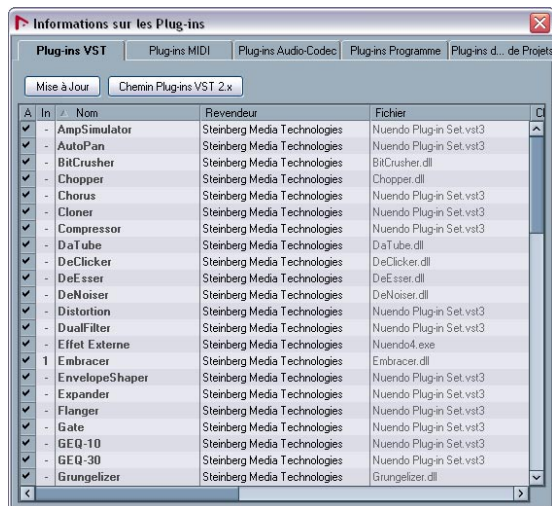 Informations sur les Plug-ins
Plug-ins VST Plug-ins MIDI Plug-ins Audio-Codec Plug-ins Programme Plug-ins d... de Projets
Mise à Jour Chemin Plug-ins VST 2.x
A In Nom Revendeur Fichier
- AmpSimulator Steinberg Media Technologies Nuendo Plug-in Set.vst3
- AutoPan Steinberg Media Technologies Nuendo Plug-in Set.vst3
- BitCrusher Steinberg Media Technologies BitCrusher.dll
- Chopper Steinberg Media Technologies Chopper.dll
- Chorus Steinberg Media Technologies Nuendo Plug-in Set.vst3
- Cloner Steinberg Media Technologies Nuendo Plug-in Set.vst3
- Compressor Steinberg Media Technologies Nuendo Plug-in Set.vst3
- DaTube Steinberg Media Technologies DaTube.dll
- DeClicker Steinberg Media Technologies DeClicker.dll
- DeEsser Steinberg Media Technologies DeEsser.dll
- DeNoiser Steinberg Media Technologies DeNoiser.dll
- Distortion Steinberg Media Technologies Nuendo Plug-in Set.vst3
- DualFilter Steinberg Media Technologies Nuendo Plug-in Set.vst3
- Effet Externe Steinberg Media Technologies Nuendo4.exe
1 Embracer Steinberg Media Technologies Embracer.dll
- EnvelopeShaper Steinberg Media Technologies Nuendo Plug-in Set.vst3
- Expander Steinberg Media Technologies Nuendo Plug-in Set.vst3
- Flanger Steinberg Media Technologies Nuendo Plug-in Set.vst3
- Gate Steinberg Media Technologies Nuendo Plug-in Set.vst3
- GEQ-10 Steinberg Media Technologies Nuendo Plug-in Set.vst3
- GEQ-30 Steinberg Media Technologies Nuendo Plug-in Set.vst3
- Grungelizer Steinberg Media Technologies Grungelizer.dll